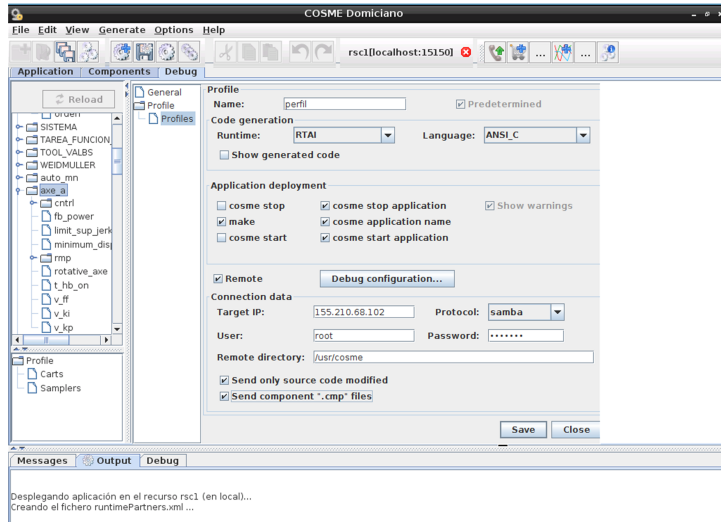 COSME Domiciano
File Edit View Generate Options Help
rsc1[localhost:15150]
... ...
Application Components Debug
Reload
orden
SISTEMA
TAREA_FUNCION
TOOL_VALBS
WEIDMULLER
auto_mn
axe_a
cntrl
fb_power
limit_sup_jerk
minimum_disp
rmp
rotative_axe
t_hb_on
v_ff
v_ki
v_kp
Profile
Carts
Samplers
General
Profile
Profiles
Profile
Name: perfil Predetermined
Code generation
Runtime: RTAI Language: ANSI_C
Show generated code
Application deployment
cosme stop cosme stop application Show warnings
make cosme application name
cosme start cosme start application
Remote Debug configuration...
Connection data
Target IP: 155.210.68.102 Protocol: samba
User: root Password: •••••••
Remote directory: /usr/cosme
Send only source code modified
Send component ".cmp" files
Save Close
Messages Output Debug
Desplegando aplicación en el recurso rsc1 (en local)...
Creando el fichero runtimePartners.xml ...